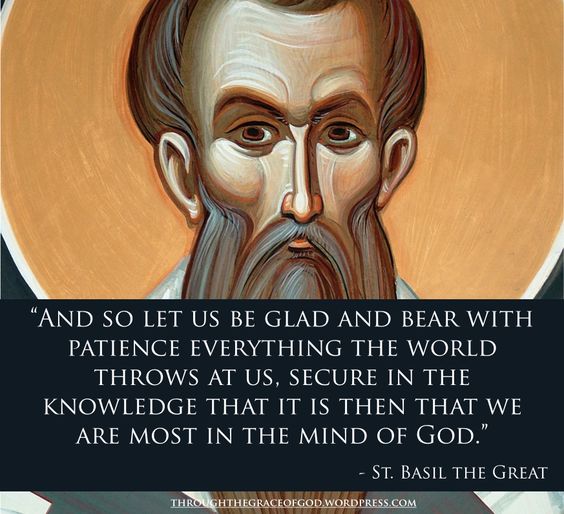 “And so let us be glad and bear with
patience everything the world
throws at us, secure in the
knowledge that it is then that we
are most in the mind of God.”
- St. Basil the Great
throughthegraceofgod.wordpress.com